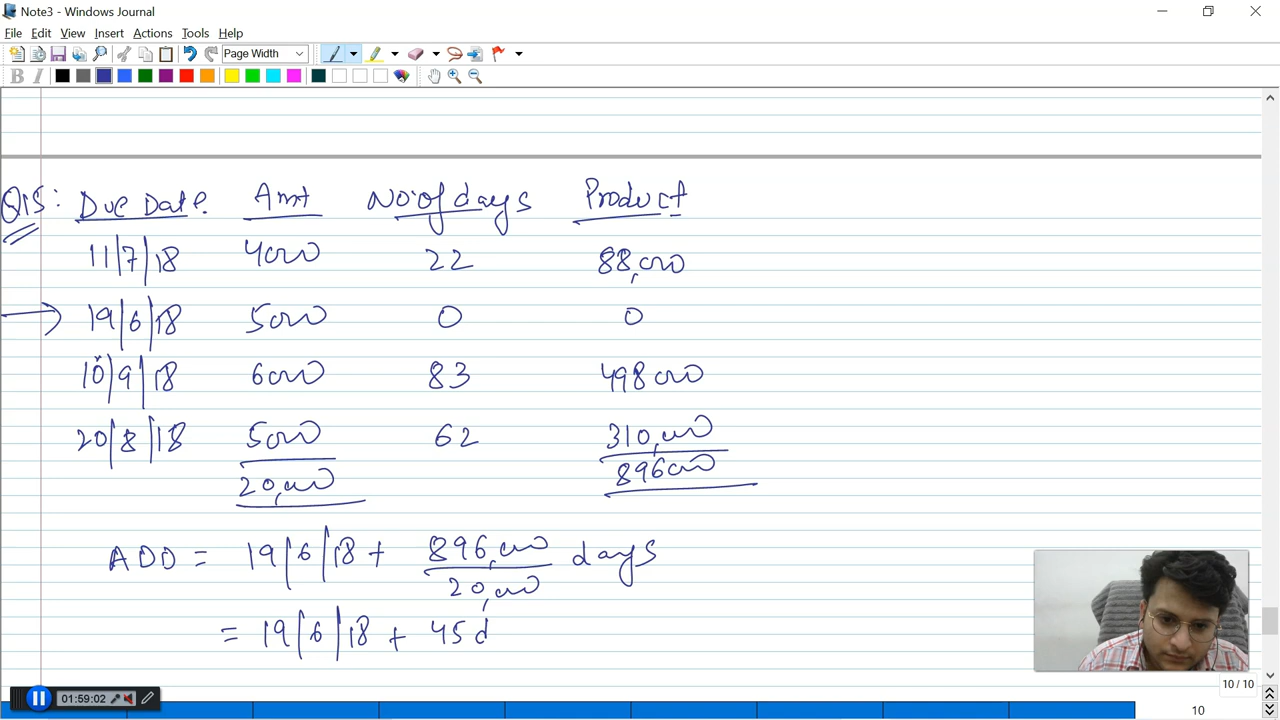 Note3 - Windows Journal
File Edit View Insert Actions Tools Help
Page Width
B I
Q15: Due Date. Amt No. of days Product
11/7/18 4000 22 88,000
19/6/18 5000 0 0
10/9/18 6000 83 498000
20/8/18 5000 62 310,000
20,000 896000
ADD = 19/6/18 + 896,000 / 20,000 days
= 19/6/18 + 45 d
10 / 10
01:59:02
10